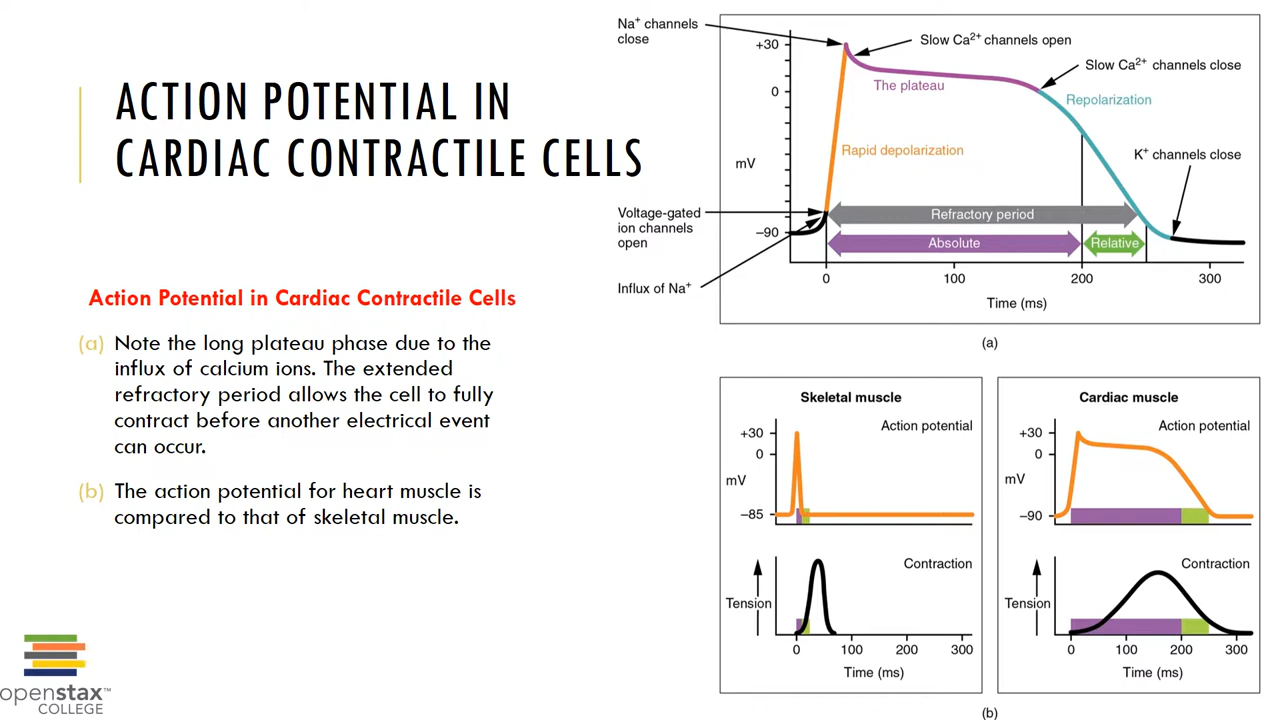 ACTION POTENTIAL IN
CARDIAC CONTRACTILE CELLS
Action Potential in Cardiac Contractile Cells
(a) Note the long plateau phase due to the
influx of calcium ions. The extended
refractory period allows the cell to fully
contract before another electrical event
can occur.
(b) The action potential for heart muscle is
compared to that of skeletal muscle.
openstax™
COLLEGE
Na⁺ channels
close
+30
Slow Ca²⁺ channels open
Slow Ca²⁺ channels close
0
The plateau
Repolarization
mV
Rapid depolarization
K⁺ channels close
Voltage-gated
ion channels
open
Refractory period
–90
Absolute
Relative
Influx of Na⁺
0 100 200 300
Time (ms)
(a)
Skeletal muscle
Action potential
+30
0
mV
–85
Contraction
Tension
0 100 200 300
Time (ms)
Cardiac muscle
Action potential
+30
0
mV
–90
Contraction
Tension
0 100 200 300
Time (ms)
(b)